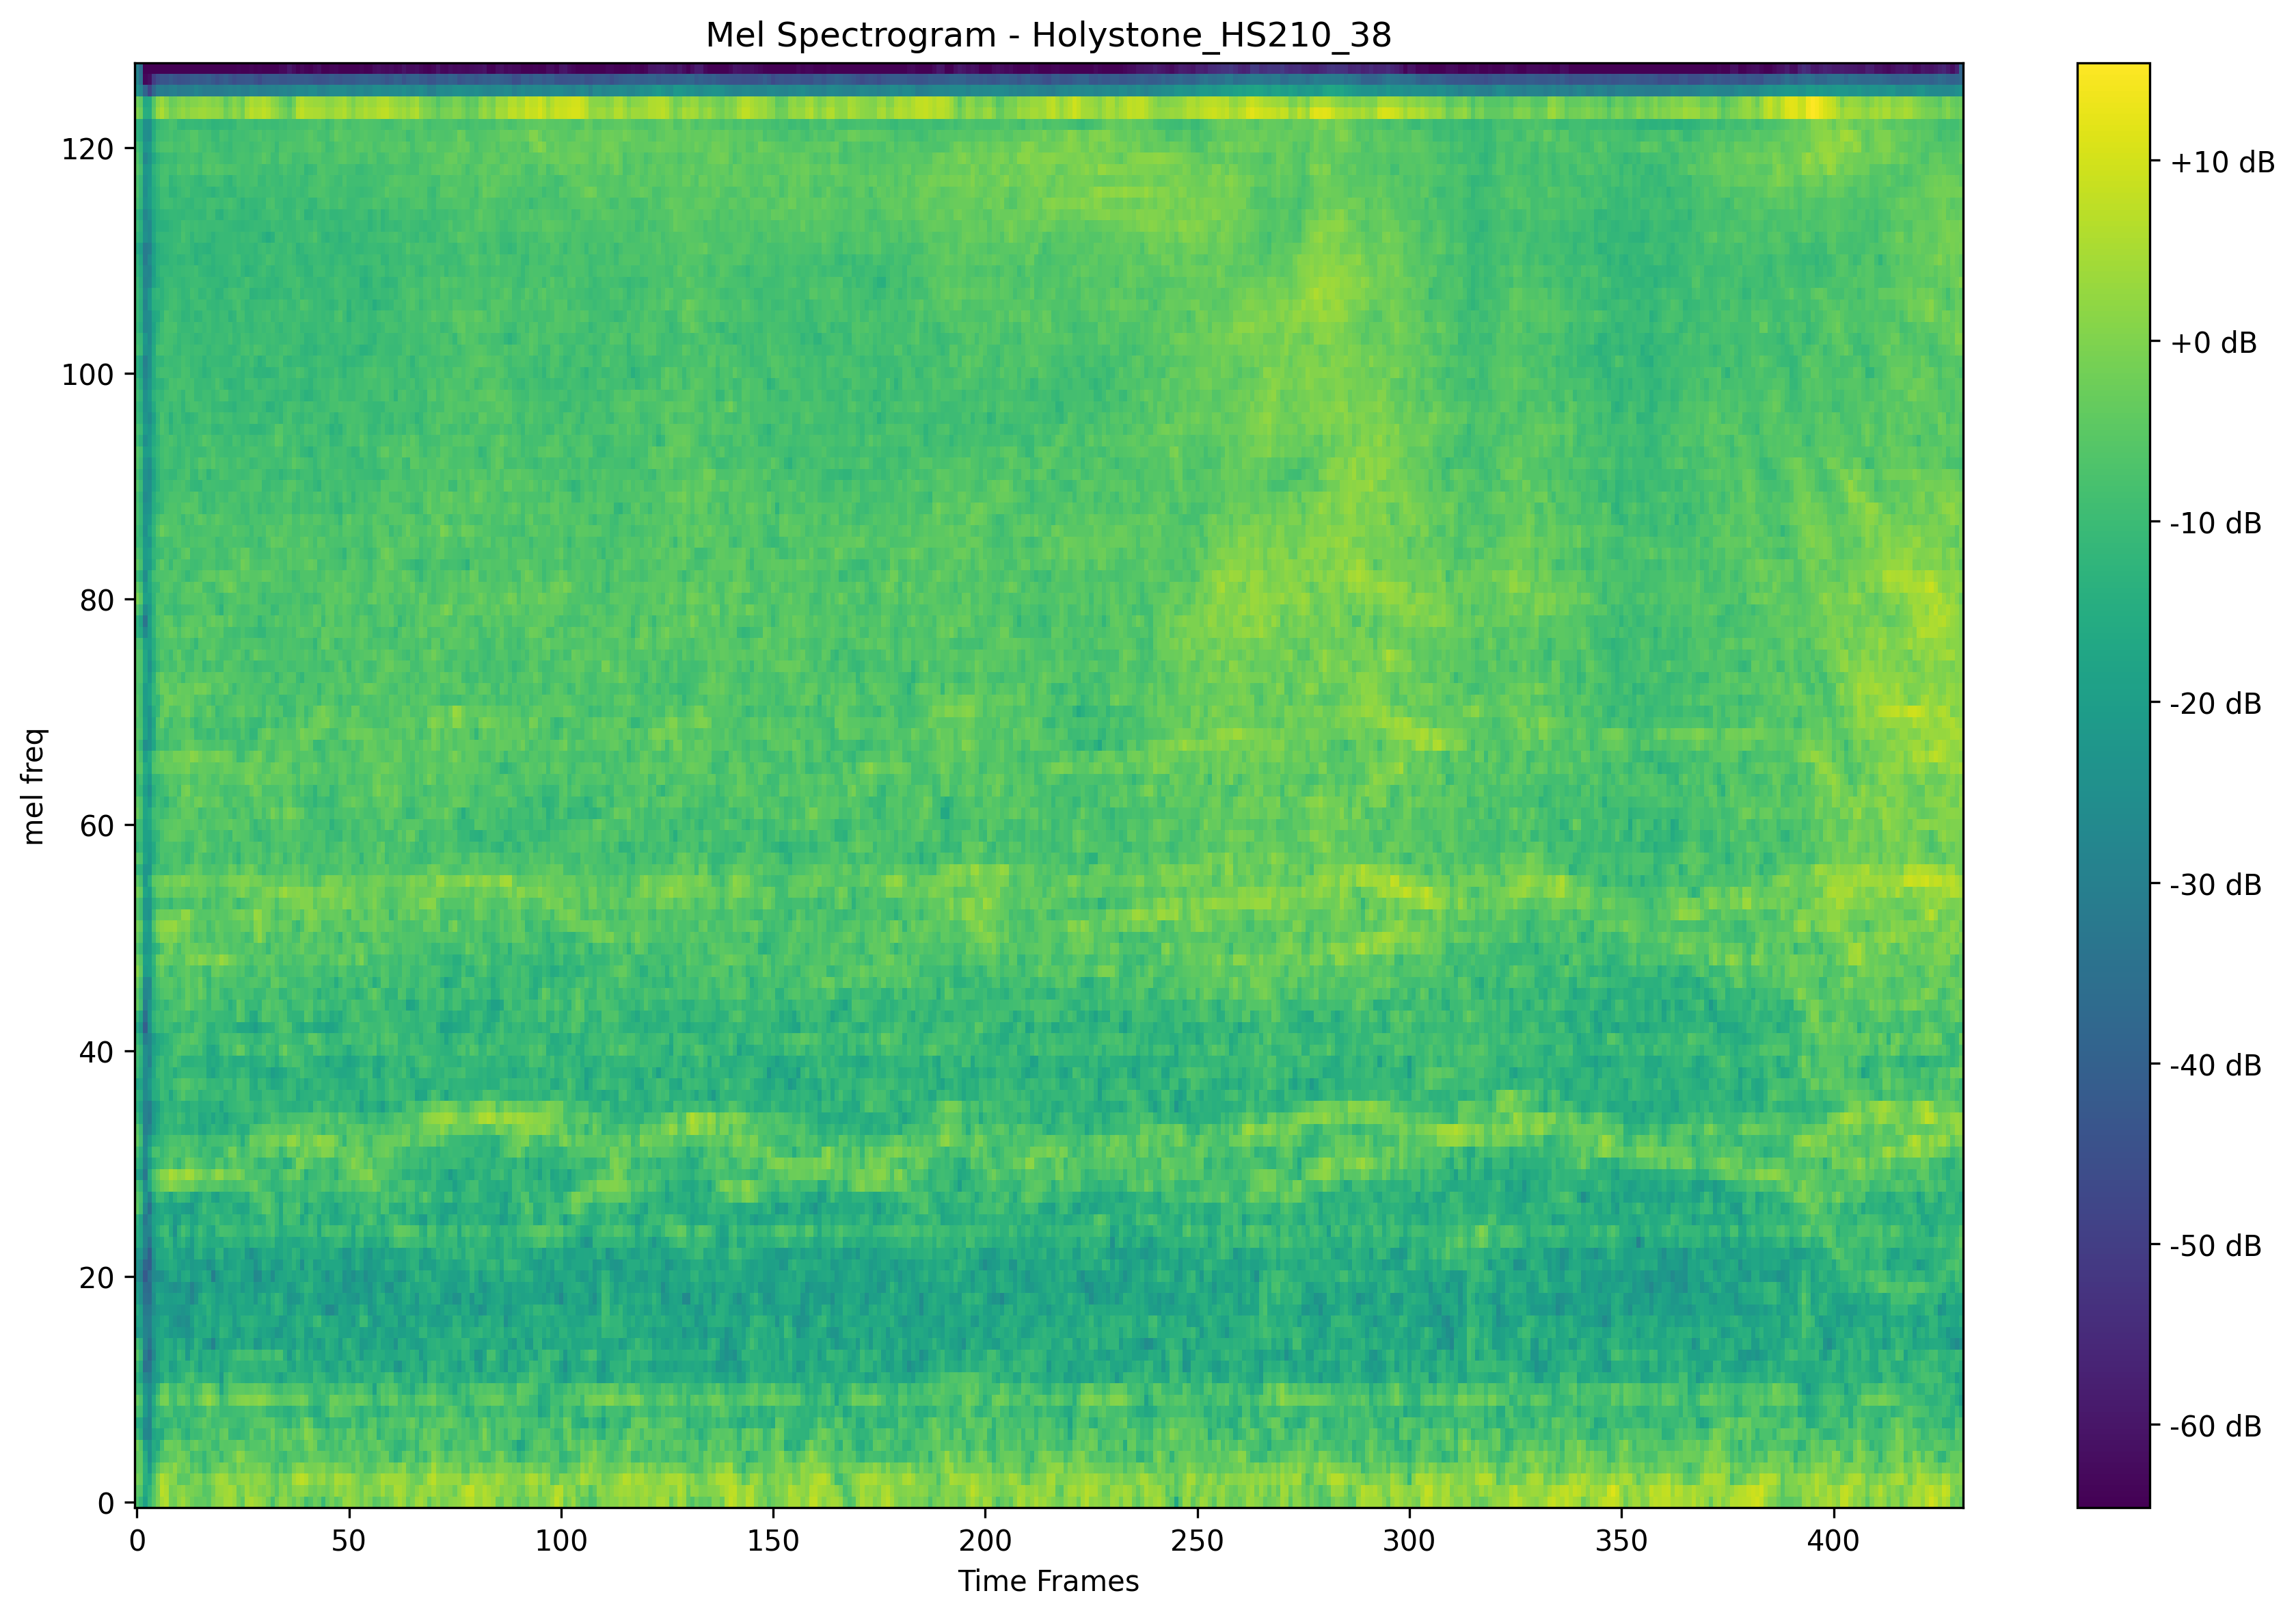 Mel Spectrogram - Holystone_HS210_38
mel freq
120
100
80
60
40
20
0
0 50 100 150 200 250 300 350 400
Time Frames
+10 dB
+0 dB
-10 dB
-20 dB
-30 dB
-40 dB
-50 dB
-60 dB